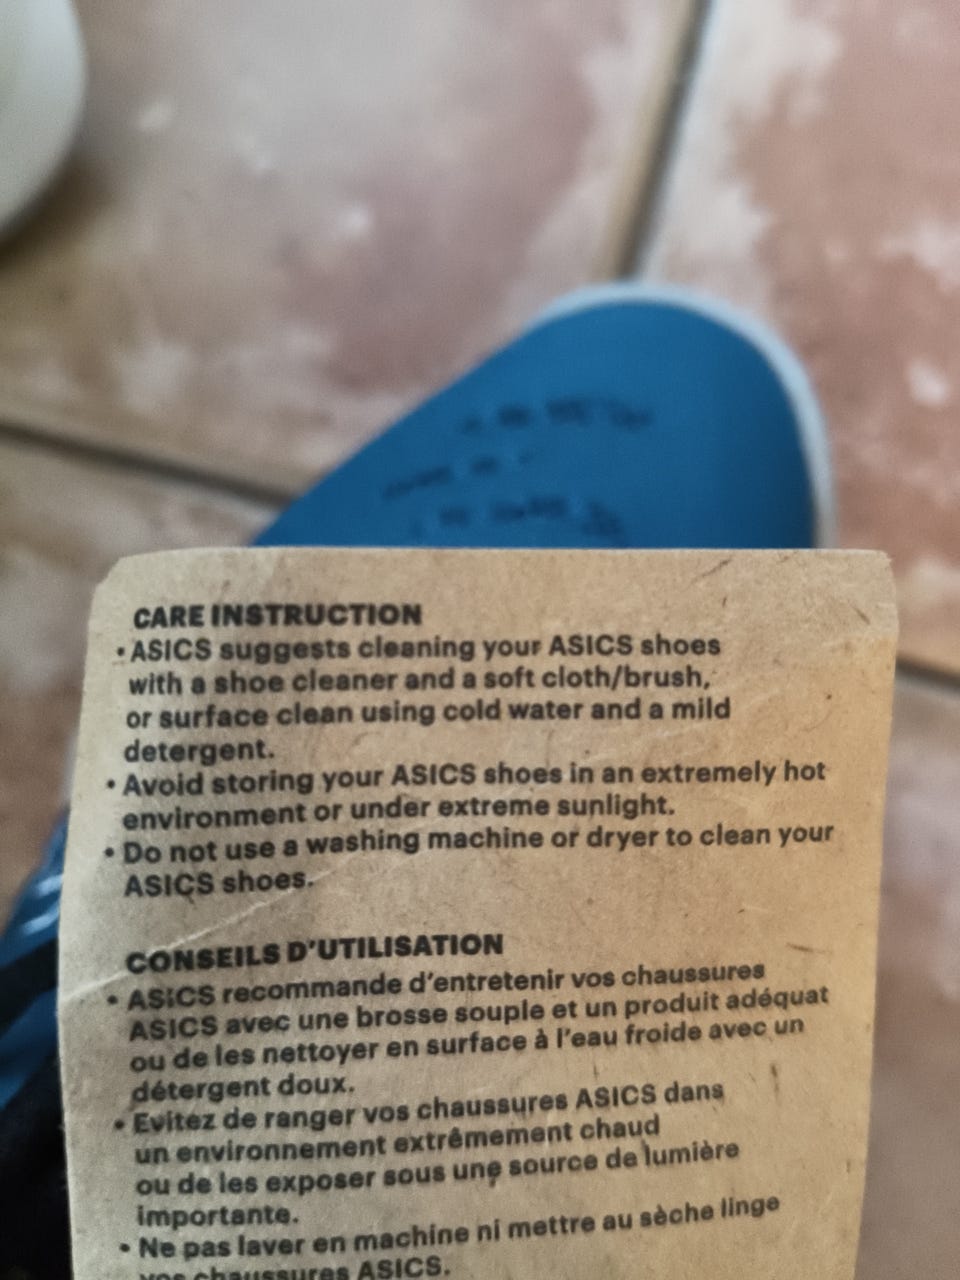 CARE INSTRUCTION
• ASICS suggests cleaning your ASICS shoes
with a shoe cleaner and a soft cloth/brush,
or surface clean using cold water and a mild
detergent.
• Avoid storing your ASICS shoes in an extremely hot
environment or under extreme sunlight.
• Do not use a washing machine or dryer to clean your
ASICS shoes.
CONSEILS D'UTILISATION
• ASICS recommande d'entretenir vos chaussures
ASICS avec une brosse souple et un produit adéquat
ou de les nettoyer en surface à l'eau froide avec un
détergent doux.
• Evitez de ranger vos chaussures ASICS dans
un environnement extrêmement chaud
ou de les exposer sous une source de lumière
importante.
• Ne pas laver en machine ni mettre au sèche linge
vos chaussures ASICS.